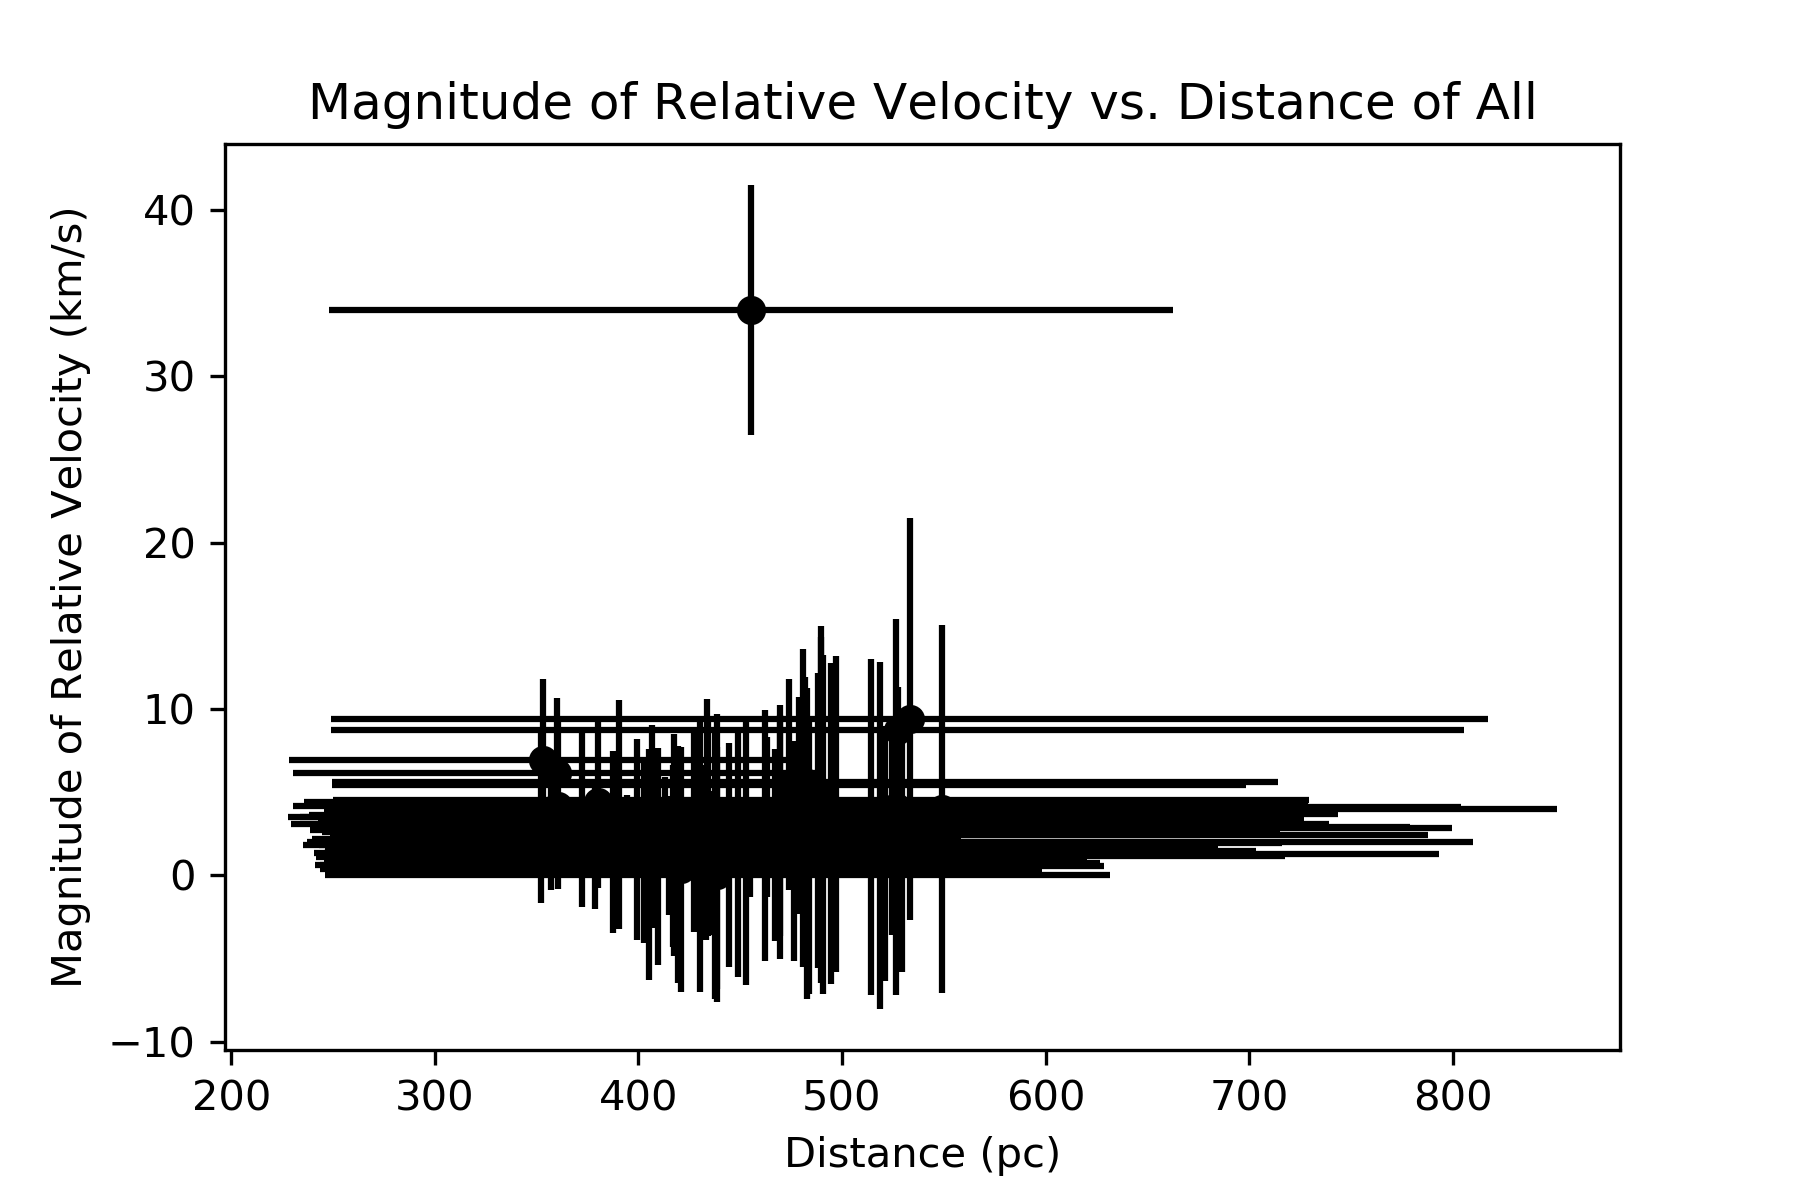 Magnitude of Relative Velocity vs. Distance of All
Magnitude of Relative Velocity (km/s)
40
30
20
10
0
−10
200 300 400 500 600 700 800
Distance (pc)